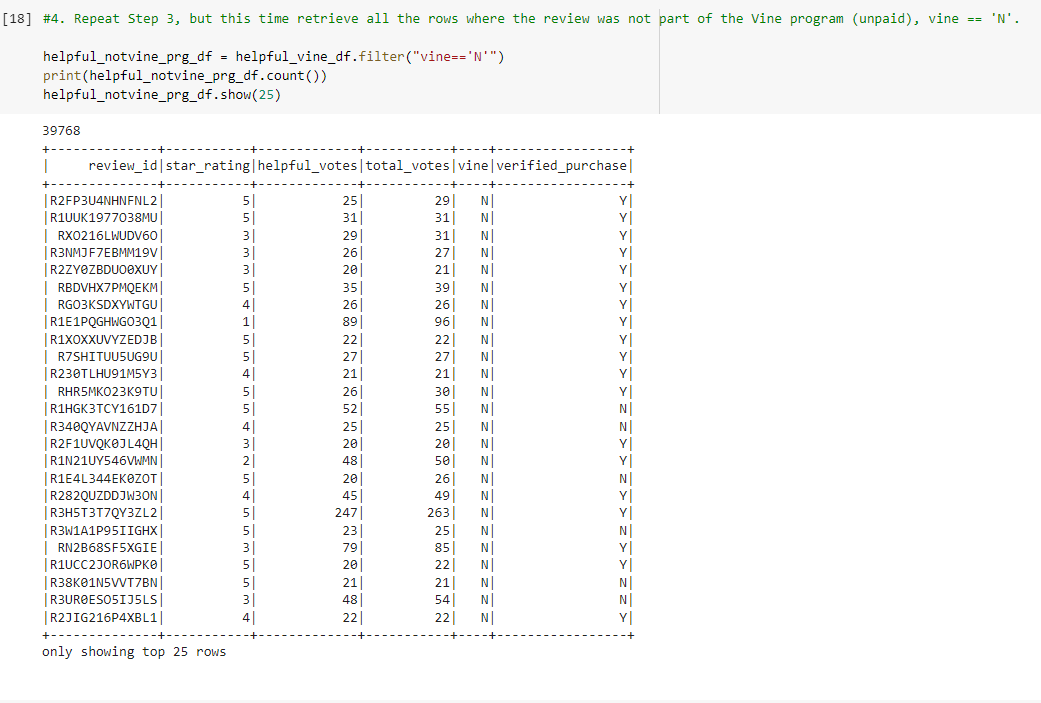 [18] #4. Repeat Step 3, but this time retrieve all the rows where the review was not part of the Vine program (unpaid), vine == 'N'.
helpful_notvine_prg_df = helpful_vine_df.filter("vine=='N'")
print(helpful_notvine_prg_df.count())
helpful_notvine_prg_df.show(25)
39768
+--------------+-----------+-------------+-----------+----+-----------------+
|     review_id|star_rating|helpful_votes|total_votes|vine|verified_purchase|
+--------------+-----------+-------------+-----------+----+-----------------+
|R2FP3U4NHNFNL2|          5|           25|         29|   N|                Y|
|R1UUK1977O38MU|          5|           31|         31|   N|                Y|
| RXO216LWUDV6O|          3|           29|         31|   N|                Y|
|R3NMJF7EBMM19V|          3|           26|         27|   N|                Y|
|R2ZY0ZBDUO0XUY|          3|           20|         21|   N|                Y|
| RBDVHX7PMQEKM|          5|           35|         39|   N|                Y|
| RGO3KSDXYWTGU|          4|           26|         26|   N|                Y|
|R1E1PQGHWGO3Q1|          1|           89|         96|   N|                Y|
|R1XOXXUVYZEDJB|          5|           22|         22|   N|                Y|
| R7SHITUU5UG9U|          5|           27|         27|   N|                Y|
|R230TLHU91M5Y3|          4|           21|         21|   N|                Y|
| RHR5MKO23K9TU|          5|           26|         30|   N|                Y|
|R1HGK3TCY161D7|          5|           52|         55|   N|                N|
|R340QYAVNZZHJA|          4|           25|         25|   N|                N|
|R2F1UVQK0JL4QH|          3|           20|         20|   N|                Y|
|R1N21UY546VWMN|          2|           48|         50|   N|                Y|
|R1E4L344EK0ZOT|          5|           20|         26|   N|                N|
|R282QUZDDJW3ON|          4|           45|         49|   N|                Y|
|R3H5T3T7QY3ZL2|          5|          247|        263|   N|                Y|
|R3W1A1P95IIGHX|          5|           23|         25|   N|                N|
| RN2B68SF5XGIE|          3|           79|         85|   N|                Y|
|R1UCC2JOR6WPK0|          5|           20|         22|   N|                Y|
|R38K01N5VVT7BN|          5|           21|         21|   N|                N|
|R3UR0ESO5IJ5LS|          3|           48|         54|   N|                N|
|R2JIG216P4XBL1|          4|           22|         22|   N|                Y|
+--------------+-----------+-------------+-----------+----+-----------------+
only showing top 25 rows